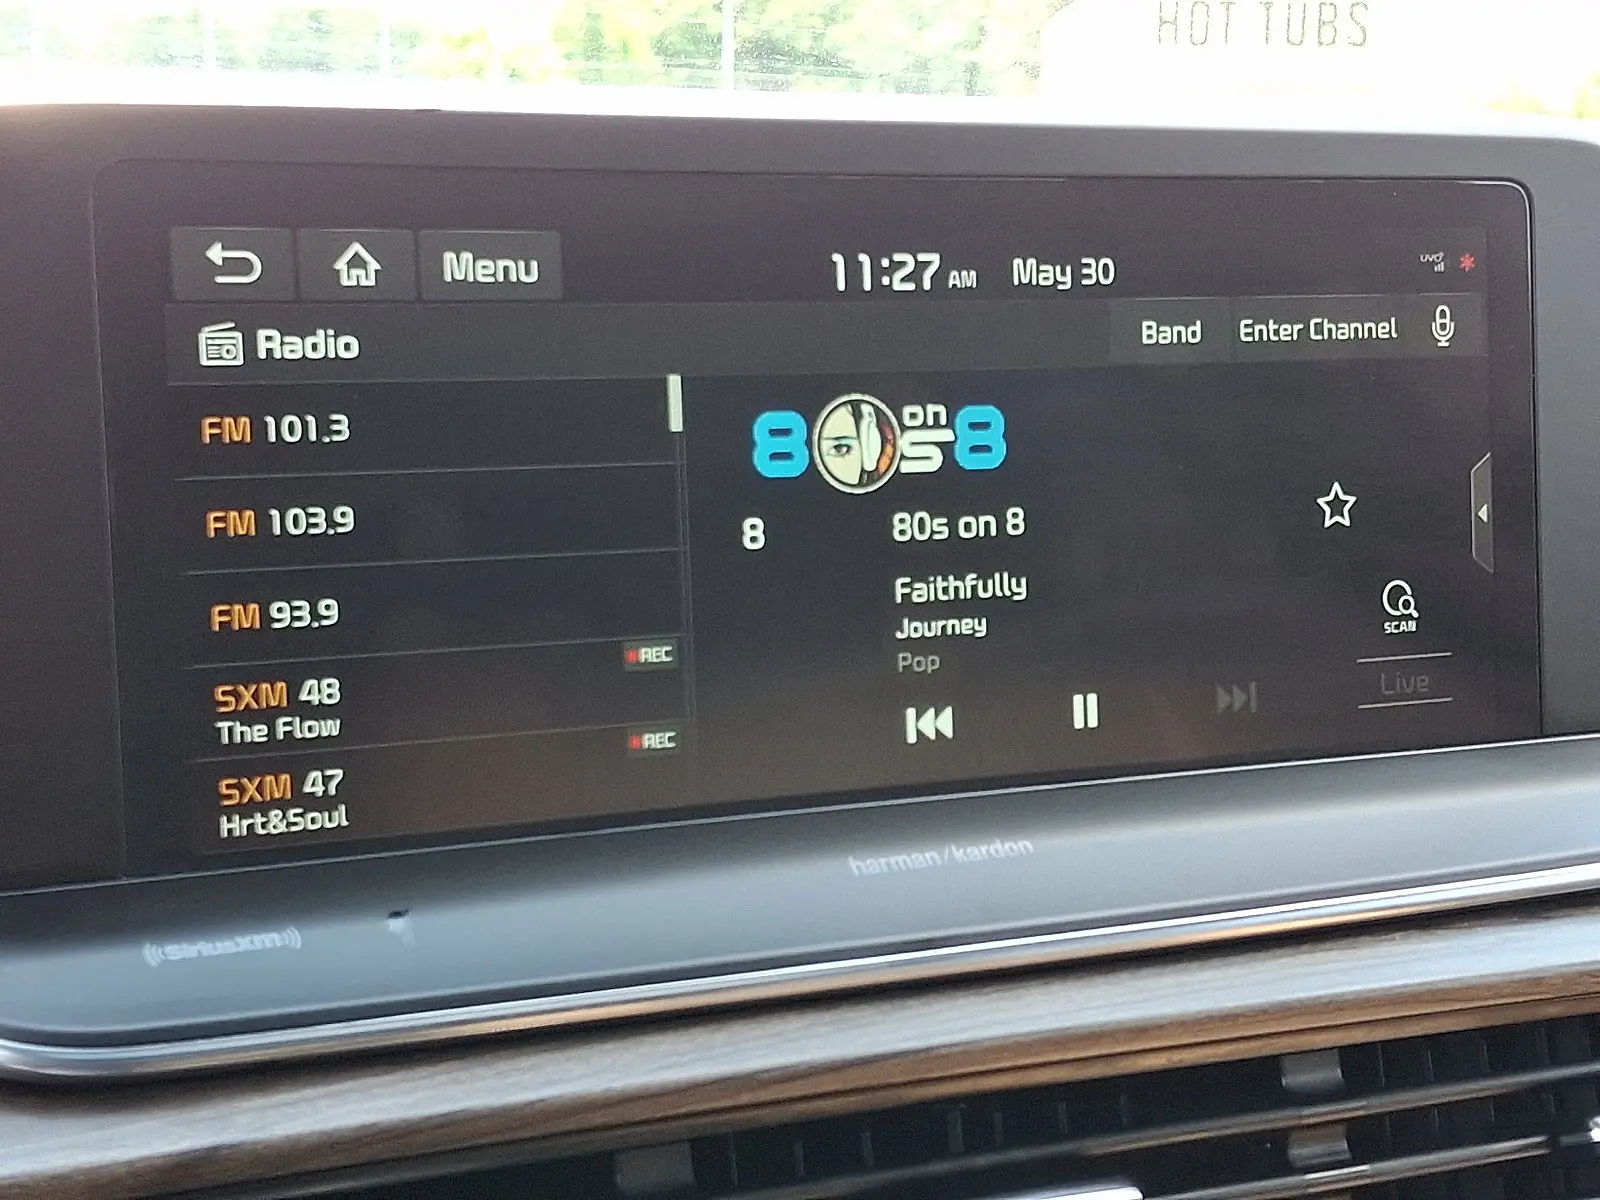 HOT TUBS
Menu
11:27 AM May 30
UVO
Radio
Band
Enter Channel
FM 101.3
FM 103.9
FM 93.9
REC
SXM 48
The Flow
REC
SXM 47
Hrt&Soul
80s on 8
8
80s on 8
Faithfully
Journey
Pop
SCAN
Live
harman/kardon
((SiriusXM))